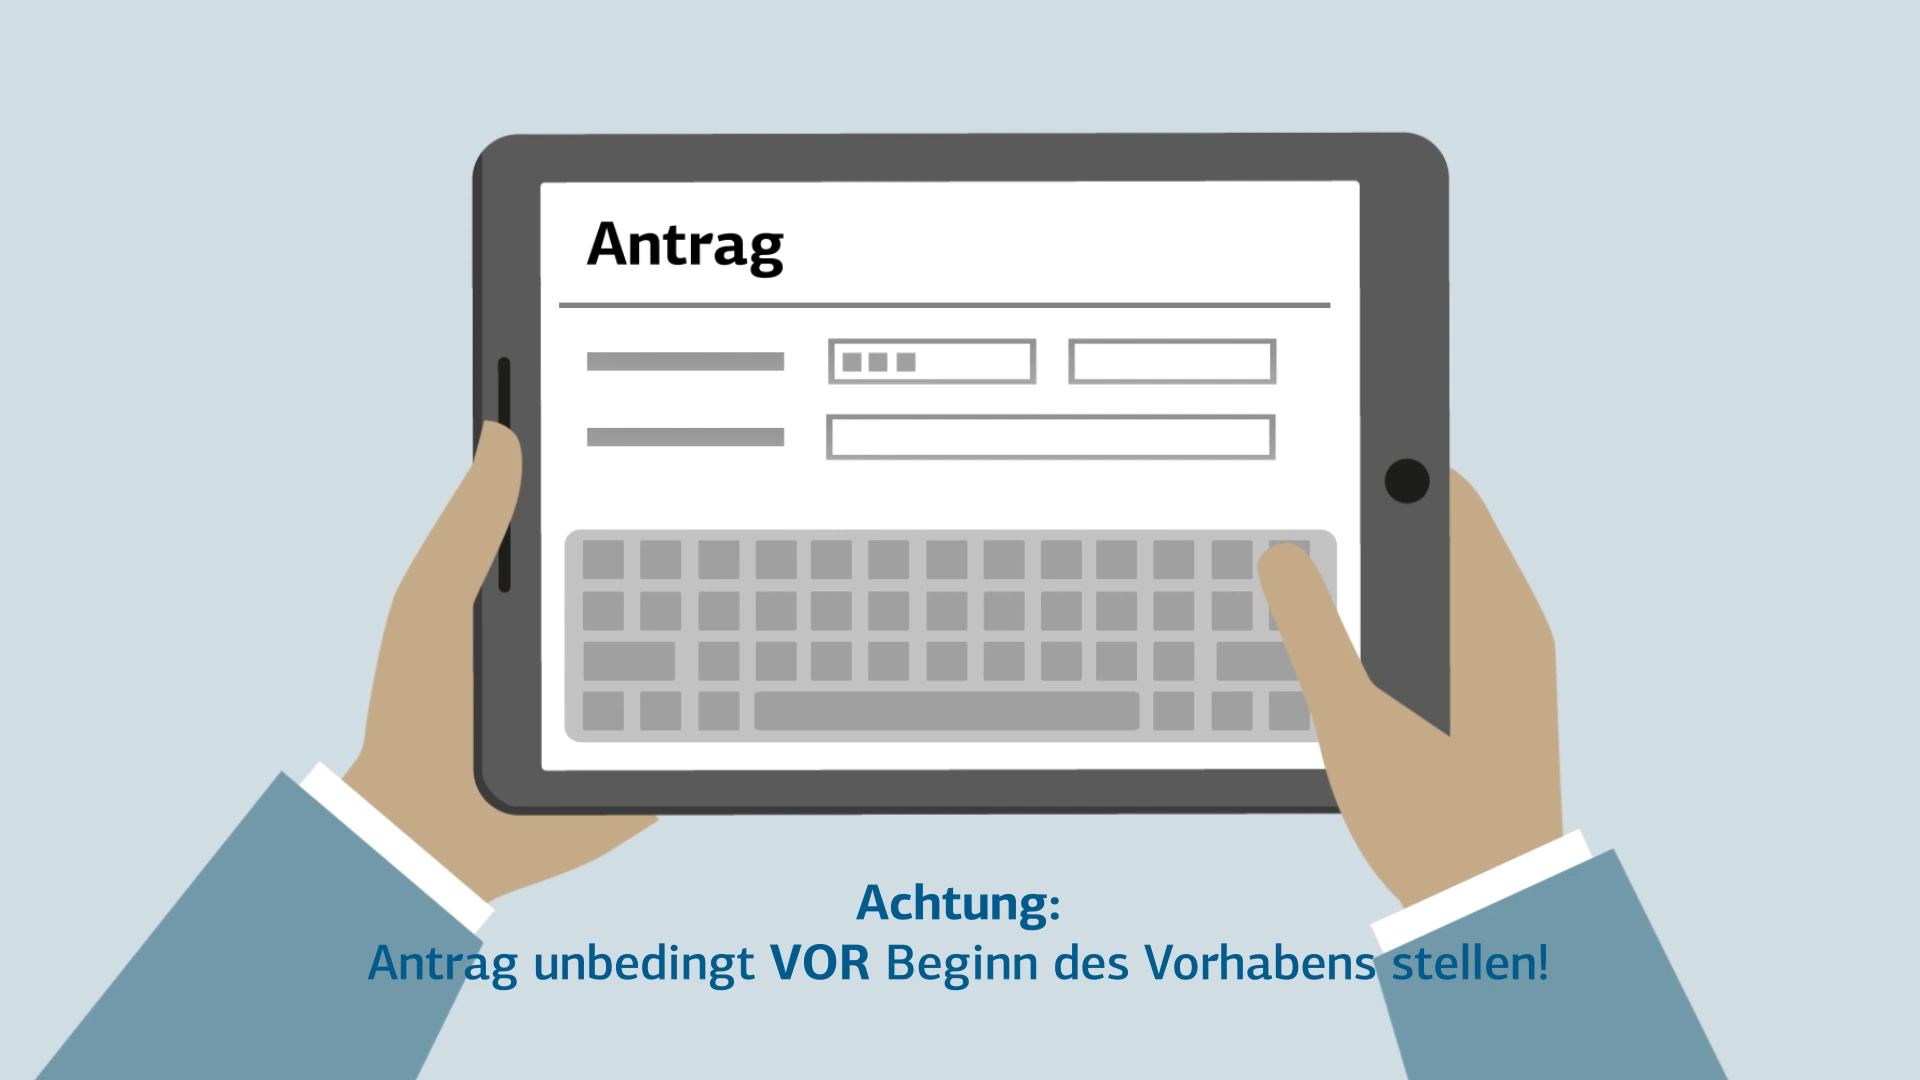 Antrag
Achtung:
Antrag unbedingt VOR Beginn des Vorhabens stellen!